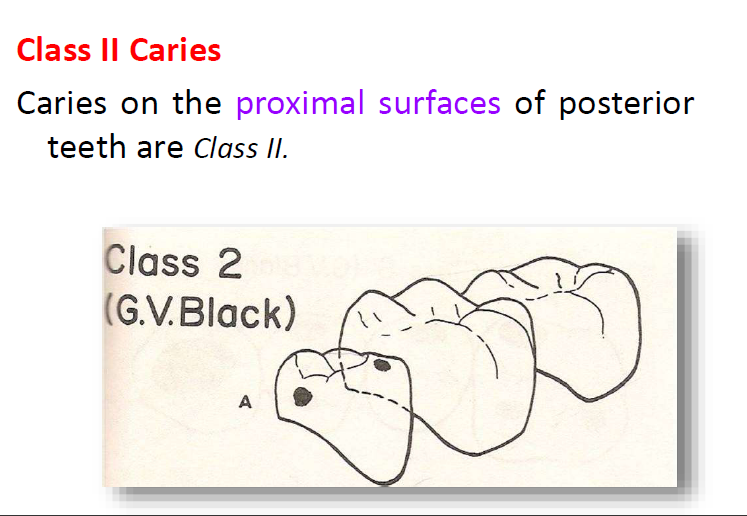 Class II Caries
Caries on the proximal surfaces of posterior
teeth are Class II.
Class 2
(G.V.Black)
A